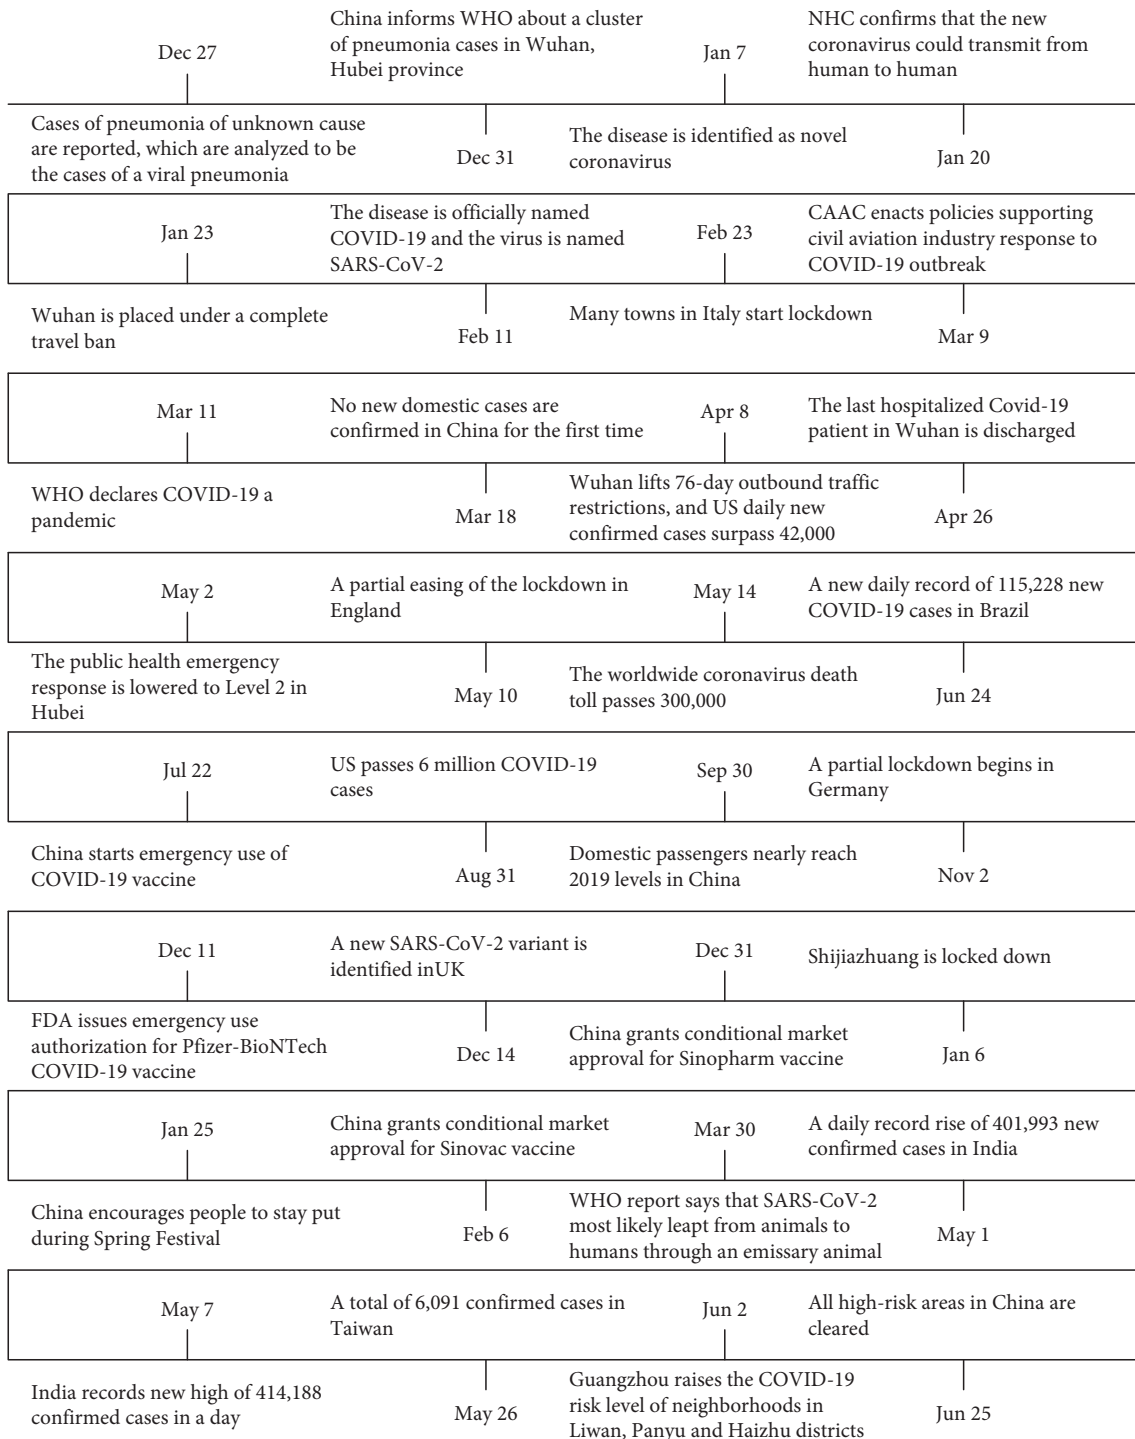 Dec 27
Cases of pneumonia of unknown cause
are reported, which are analyzed to be
the cases of a viral pneumonia
China informs WHO about a cluster
of pneumonia cases in Wuhan,
Hubei province
Dec 31
Jan 7
The disease is identified as novel
coronavirus
NHC confirms that the new
coronavirus could transmit from
human to human
Jan 20
Jan 23
Wuhan is placed under a complete
travel ban
The disease is officially named
COVID-19 and the virus is named
SARS-CoV-2
Feb 11
Feb 23
Many towns in Italy start lockdown
CAAC enacts policies supporting
civil aviation industry response to
COVID-19 outbreak
Mar 9
Mar 11
WHO declares COVID-19 a
pandemic
No new domestic cases are
confirmed in China for the first time
Mar 18
Apr 8
Wuhan lifts 76-day outbound traffic
restrictions, and US daily new
confirmed cases surpass 42,000
The last hospitalized Covid-19
patient in Wuhan is discharged
Apr 26
May 2
The public health emergency
response is lowered to Level 2 in
Hubei
A partial easing of the lockdown in
England
May 10
May 14
The worldwide coronavirus death
toll passes 300,000
A new daily record of 115,228 new
COVID-19 cases in Brazil
Jun 24
Jul 22
China starts emergency use of
COVID-19 vaccine
US passes 6 million COVID-19
cases
Aug 31
Sep 30
Domestic passengers nearly reach
2019 levels in China
A partial lockdown begins in
Germany
Nov 2
Dec 11
FDA issues emergency use
authorization for Pfizer-BioNTech
COVID-19 vaccine
A new SARS-CoV-2 variant is
identified inUK
Dec 14
Dec 31
China grants conditional market
approval for Sinopharm vaccine
Shijiazhuang is locked down
Jan 6
Jan 25
China encourages people to stay put
during Spring Festival
China grants conditional market
approval for Sinovac vaccine
Feb 6
Mar 30
WHO report says that SARS-CoV-2
most likely leapt from animals to
humans through an emissary animal
A daily record rise of 401,993 new
confirmed cases in India
May 1
May 7
India records new high of 414,188
confirmed cases in a day
A total of 6,091 confirmed cases in
Taiwan
May 26
Jun 2
Guangzhou raises the COVID-19
risk level of neighborhoods in
Liwan, Panyu and Haizhu districts
All high-risk areas in China are
cleared
Jun 25